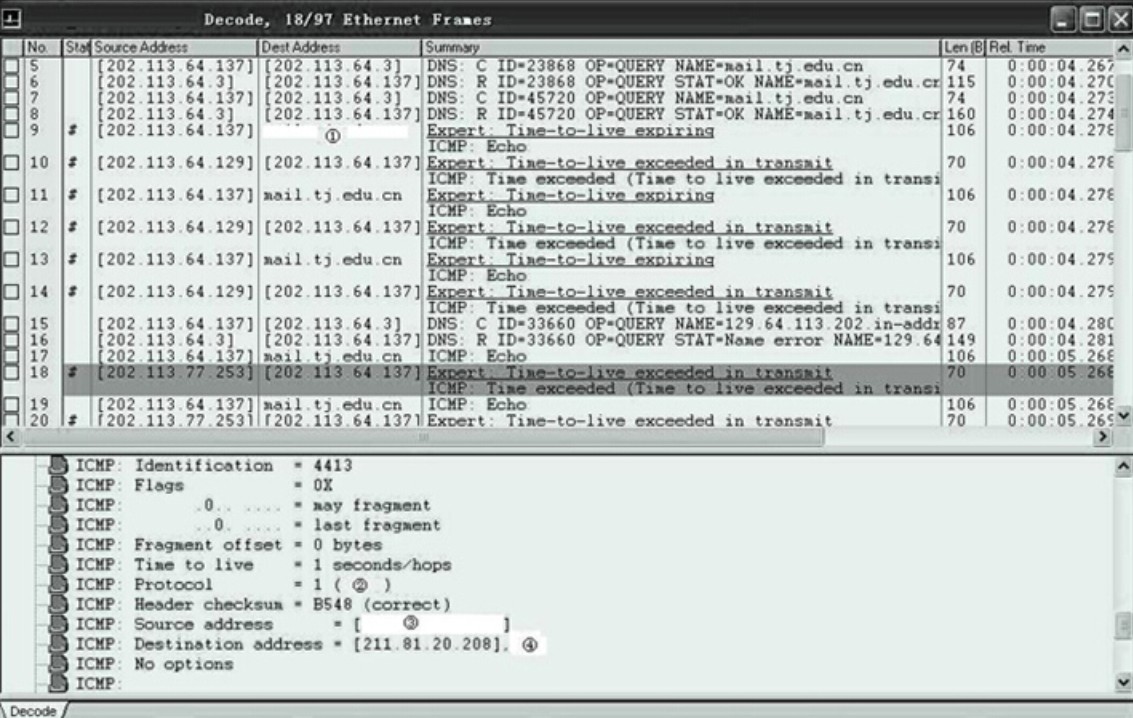 Decode, 18/97 Ethernet Frames
No. Stat Source Address Dest Address Summary Len (B Rel. Time
5 [202.113.64.137] [202.113.64.3] DNS: C ID=23868 OP=QUERY NAME=mail.tj.edu.cn 74 0:00:04.267
6 [202.113.64.3] [202.113.64.137] DNS: R ID=23868 OP=QUERY STAT=OK NAME=mail.tj.edu.cr 115 0:00:04.270
7 [202.113.64.137] [202.113.64.3] DNS: C ID=45720 OP=QUERY NAME=mail.tj.edu.cn 74 0:00:04.273
8 [202.113.64.3] [202.113.64.137] DNS: R ID=45720 OP=QUERY STAT=OK NAME=mail.tj.edu.cr 160 0:00:04.274
9 # [202.113.64.137] ① Expert: Time-to-live expiring 106 0:00:04.278
ICMP: Echo
10 # [202.113.64.129] [202.113.64.137] Expert: Time-to-live exceeded in transmit 70 0:00:04.278
ICMP: Time exceeded (Time to live exceeded in transi
11 # [202.113.64.137] mail.tj.edu.cn Expert: Time-to-live expiring 106 0:00:04.278
ICMP: Echo
12 # [202.113.64.129] [202.113.64.137] Expert: Time-to-live exceeded in transmit 70 0:00:04.278
ICMP: Time exceeded (Time to live exceeded in transi
13 # [202.113.64.137] mail.tj.edu.cn Expert: Time-to-live expiring 106 0:00:04.279
ICMP: Echo
14 # [202.113.64.129] [202.113.64.137] Expert: Time-to-live exceeded in transmit 70 0:00:04.279
ICMP: Time exceeded (Time to live exceeded in transi
15 [202.113.64.137] [202.113.64.3] DNS: C ID=33660 OP=QUERY NAME=129.64.113.202.in-addr 87 0:00:04.280
16 [202.113.64.3] [202.113.64.137] DNS: R ID=33660 OP=QUERY STAT=Name error NAME=129.64 149 0:00:04.281
17 [202.113.64.137] mail.tj.edu.cn ICMP: Echo 106 0:00:05.268
18 # [202.113.77.253] [202.113.64.137] Expert: Time-to-live exceeded in transmit 70 0:00:05.268
ICMP: Time exceeded (Time to live exceeded in transi
19 [202.113.64.137] mail.tj.edu.cn ICMP: Echo 106 0:00:05.268
20 # [202.113.77.253] [202.113.64.137] Expert: Time-to-live exceeded in transmit 70 0:00:05.269
ICMP: Identification = 4413
ICMP: Flags = 0X
ICMP: .0.. .... = may fragment
ICMP: ..0. .... = last fragment
ICMP: Fragment offset = 0 bytes
ICMP: Time to live = 1 seconds/hops
ICMP: Protocol = 1 ( ② )
ICMP: Header checksum = B548 (correct)
ICMP: Source address = [ ③ ]
ICMP: Destination address = [211.81.20.208], ④
ICMP: No options
ICMP:
Decode